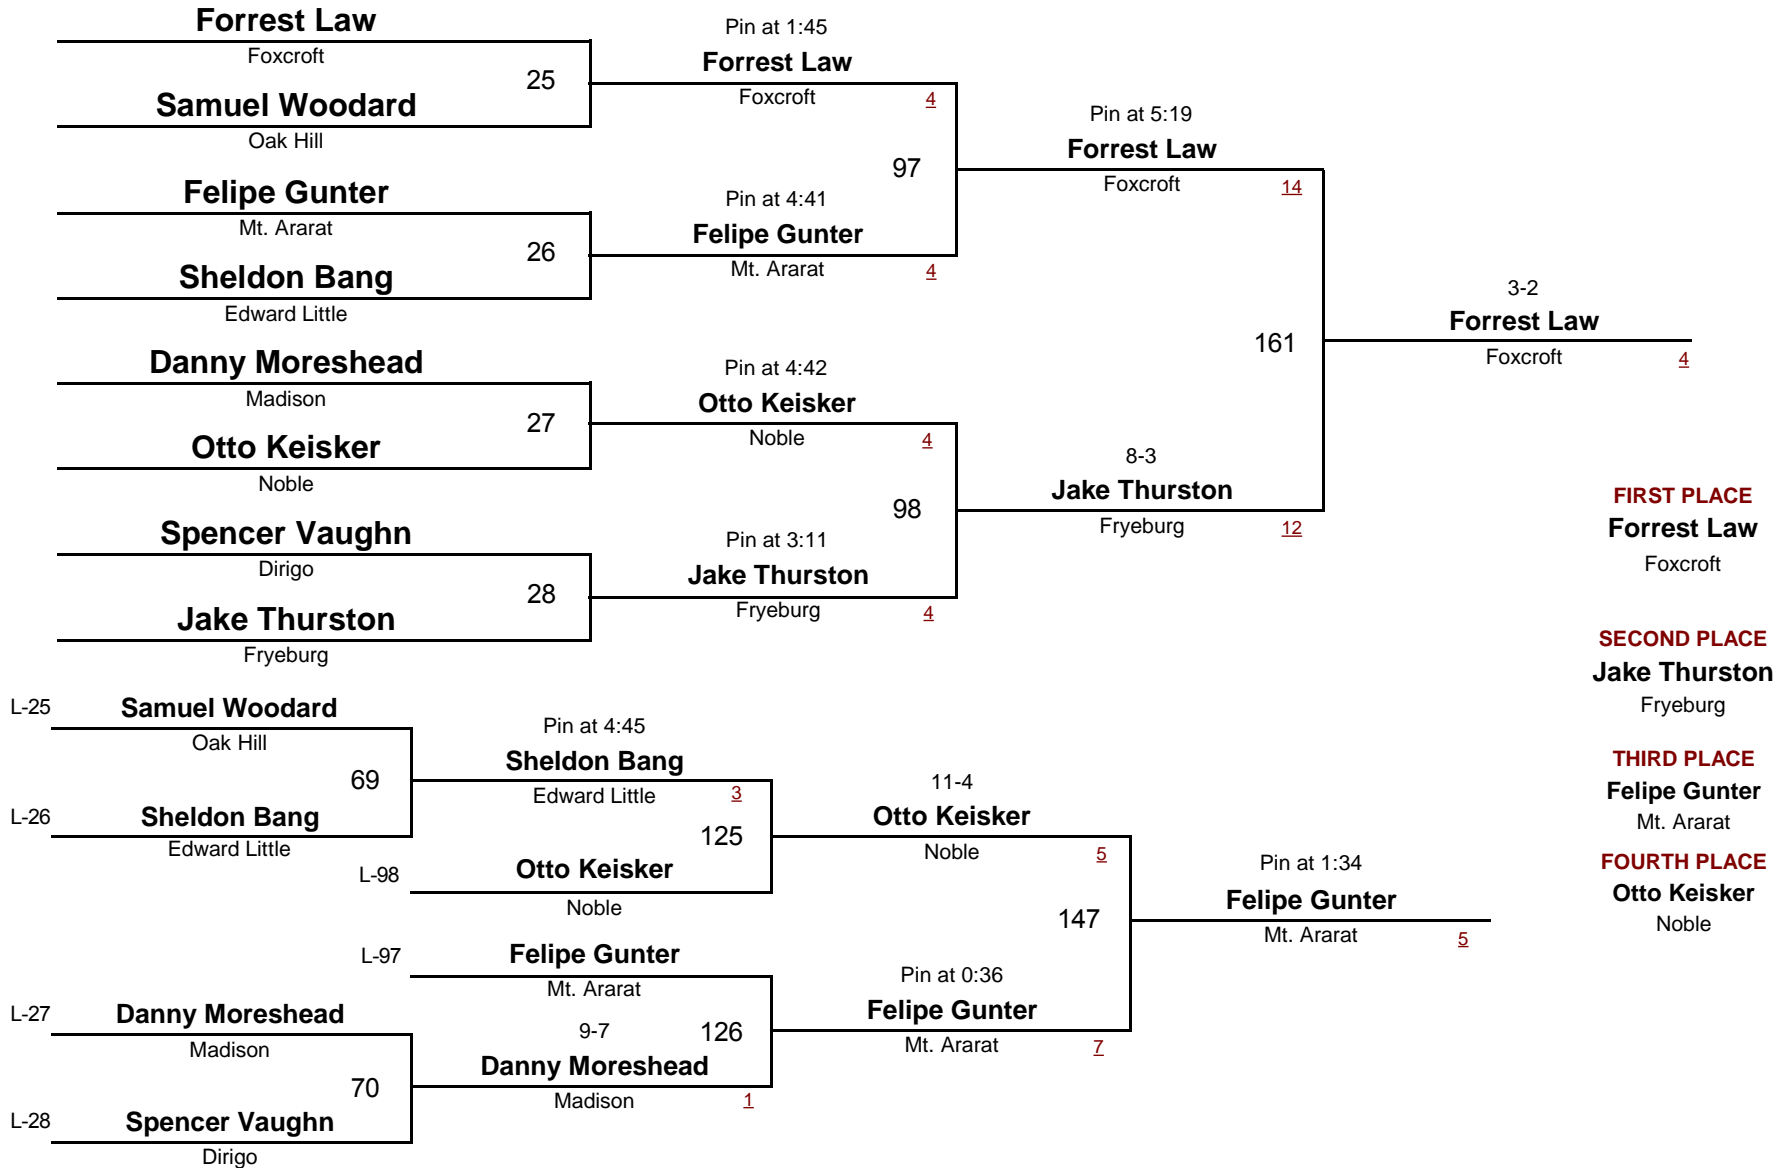 Forrest Law
Foxcroft
25
Samuel Woodard
Oak Hill
Felipe Gunter
Mt. Ararat
26
Sheldon Bang
Edward Little
Danny Moreshead
Madison
27
Otto Keisker
Noble
Spencer Vaughn
Dirigo
28
Jake Thurston
Fryeburg
Pin at 1:45
Forrest Law
Foxcroft 4
97
Pin at 4:41
Felipe Gunter
Mt. Ararat 4
Pin at 4:42
Otto Keisker
Noble 4
98
Pin at 3:11
Jake Thurston
Fryeburg 4
Pin at 5:19
Forrest Law
Foxcroft 14
161
8-3
Jake Thurston
Fryeburg 12
3-2
Forrest Law
Foxcroft 4
FIRST PLACE
Forrest Law
Foxcroft
SECOND PLACE
Jake Thurston
Fryeburg
THIRD PLACE
Felipe Gunter
Mt. Ararat
FOURTH PLACE
Otto Keisker
Noble
L-25 Samuel Woodard
Oak Hill
69
L-26 Sheldon Bang
Edward Little
L-27 Danny Moreshead
Madison
70
L-28 Spencer Vaughn
Dirigo
Pin at 4:45
Sheldon Bang
Edward Little 3
125
L-98 Otto Keisker
Noble
L-97 Felipe Gunter
Mt. Ararat
9-7 126
Danny Moreshead
Madison 1
11-4
Otto Keisker
Noble 5
147
Pin at 0:36
Felipe Gunter
Mt. Ararat 7
Pin at 1:34
Felipe Gunter
Mt. Ararat 5